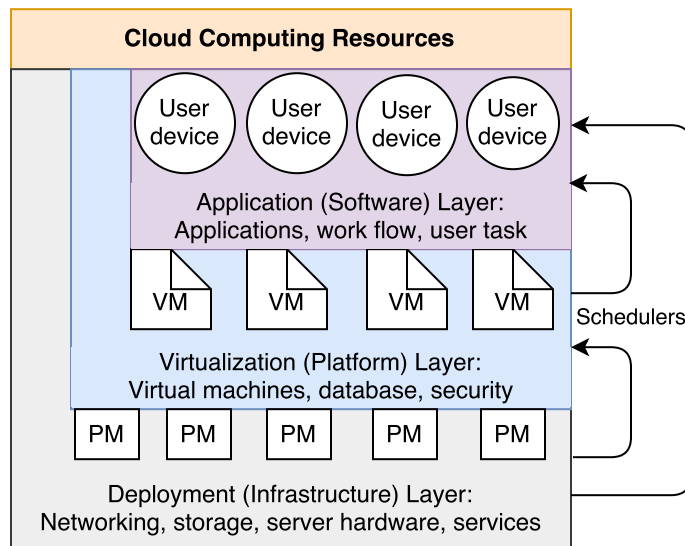 Cloud Computing Resources
User device
User device
User device
User device
Application (Software) Layer:
Applications, work flow, user task
VM VM VM VM
Schedulers
Virtualization (Platform) Layer:
Virtual machines, database, security
PM PM PM PM PM
Deployment (Infrastructure) Layer:
Networking, storage, server hardware, services